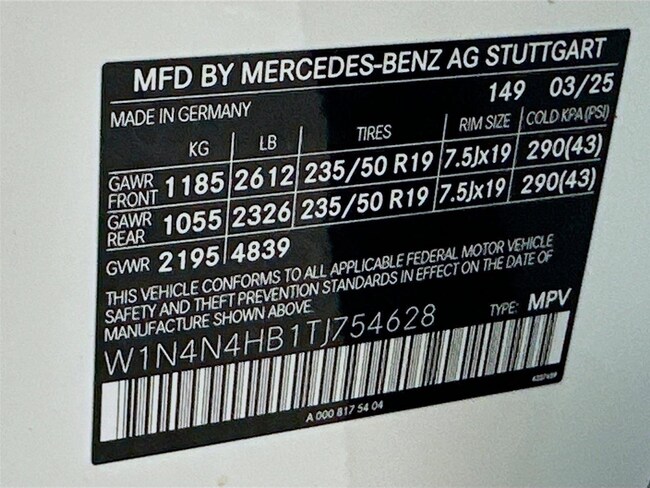 MFD BY MERCEDES-BENZ AG STUTTGART
MADE IN GERMANY 149 03/25
KG LB TIRES RIM SIZE COLD KPA (PSI)
GAWR FRONT 1185 2612 235/50 R19 7.5Jx19 290(43)
GAWR REAR 1055 2326 235/50 R19 7.5Jx19 290(43)
GVWR 2195 4839
THIS VEHICLE CONFORMS TO ALL APPLICABLE FEDERAL MOTOR VEHICLE
SAFETY AND THEFT PREVENTION STANDARDS IN EFFECT ON THE DATE OF
MANUFACTURE SHOWN ABOVE.
W1N4N4HB1TJ754628 TYPE: MPV
A 000 817 54 04